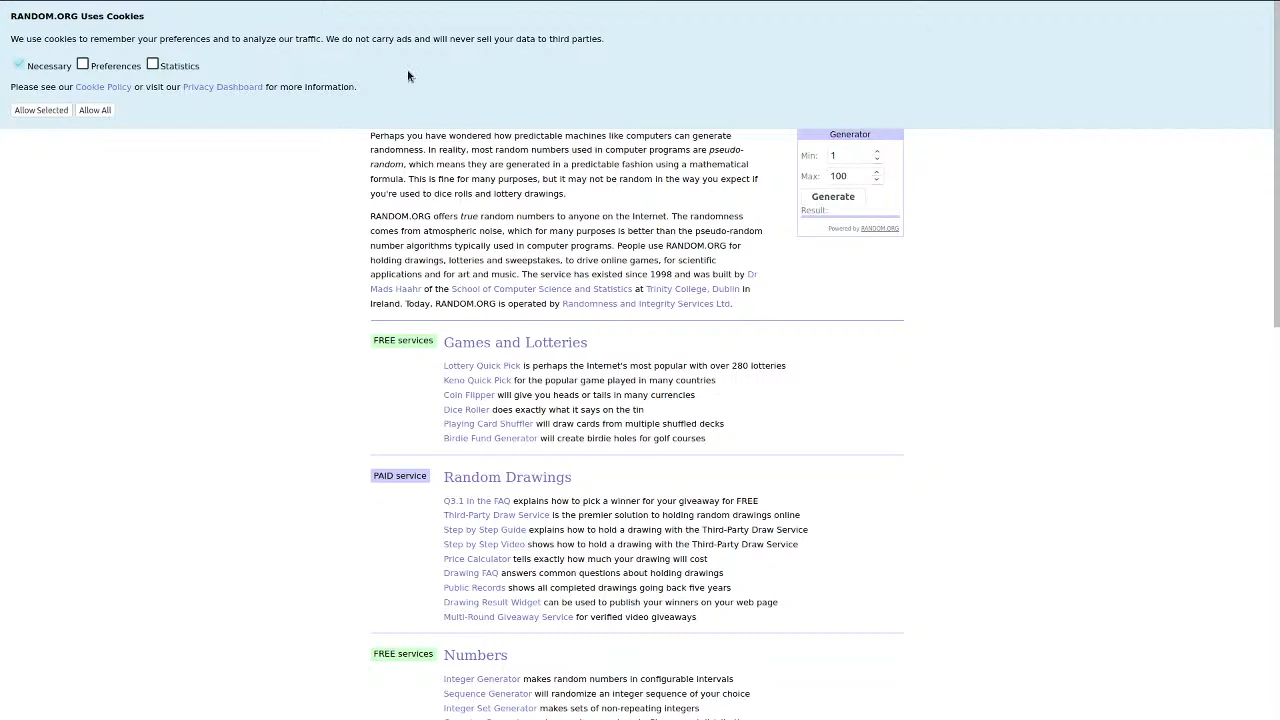 RANDOM.ORG Uses Cookies
We use cookies to remember your preferences and to analyze our traffic. We do not carry ads and will never sell your data to third parties.
Necessary Preferences Statistics
Please see our Cookie Policy or visit our Privacy Dashboard for more information.
Allow Selected Allow All
Perhaps you have wondered how predictable machines like computers can generate
randomness. In reality, most random numbers used in computer programs are pseudo-
random, which means they are generated in a predictable fashion using a mathematical
formula. This is fine for many purposes, but it may not be random in the way you expect if
you're used to dice rolls and lottery drawings.
RANDOM.ORG offers true random numbers to anyone on the Internet. The randomness
comes from atmospheric noise, which for many purposes is better than the pseudo-random
number algorithms typically used in computer programs. People use RANDOM.ORG for
holding drawings, lotteries and sweepstakes, to drive online games, for scientific
applications and for art and music. The service has existed since 1998 and was built by Dr
Mads Haahr of the School of Computer Science and Statistics at Trinity College, Dublin in
Ireland. Today, RANDOM.ORG is operated by Randomness and Integrity Services Ltd.
Generator
Min: 1
Max: 100
Generate
Result:
Powered by RANDOM.ORG
FREE services Games and Lotteries
Lottery Quick Pick is perhaps the Internet's most popular with over 280 lotteries
Keno Quick Pick for the popular game played in many countries
Coin Flipper will give you heads or tails in many currencies
Dice Roller does exactly what it says on the tin
Playing Card Shuffler will draw cards from multiple shuffled decks
Birdie Fund Generator will create birdie holes for golf courses
PAID service Random Drawings
Q3.1 in the FAQ explains how to pick a winner for your giveaway for FREE
Third-Party Draw Service is the premier solution to holding random drawings online
Step by Step Guide explains how to hold a drawing with the Third-Party Draw Service
Step by Step Video shows how to hold a drawing with the Third-Party Draw Service
Price Calculator tells exactly how much your drawing will cost
Drawing FAQ answers common questions about holding drawings
Public Records shows all completed drawings going back five years
Drawing Result Widget can be used to publish your winners on your web page
Multi-Round Giveaway Service for verified video giveaways
FREE services Numbers
Integer Generator makes random numbers in configurable intervals
Sequence Generator will randomize an integer sequence of your choice
Integer Set Generator makes sets of non-repeating integers